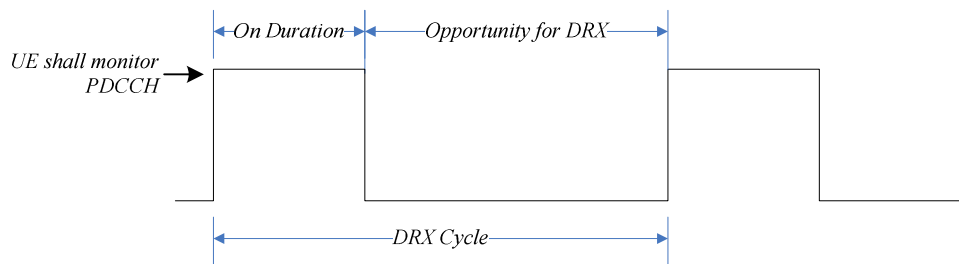 On Duration
Opportunity for DRX
UE shall monitor
PDCCH
DRX Cycle